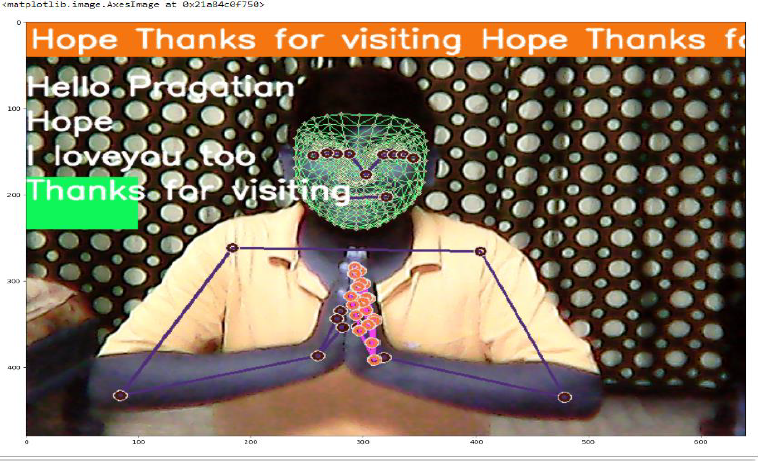 <matplotlib.image.AxesImage at 0x21a84c0f750>
Hope Thanks for visiting Hope Thanks fo
Hello Pragatian
Hope
I loveyou too
Thanks for visiting
0
100
200
300
400
0 100 200 300 400 500 600